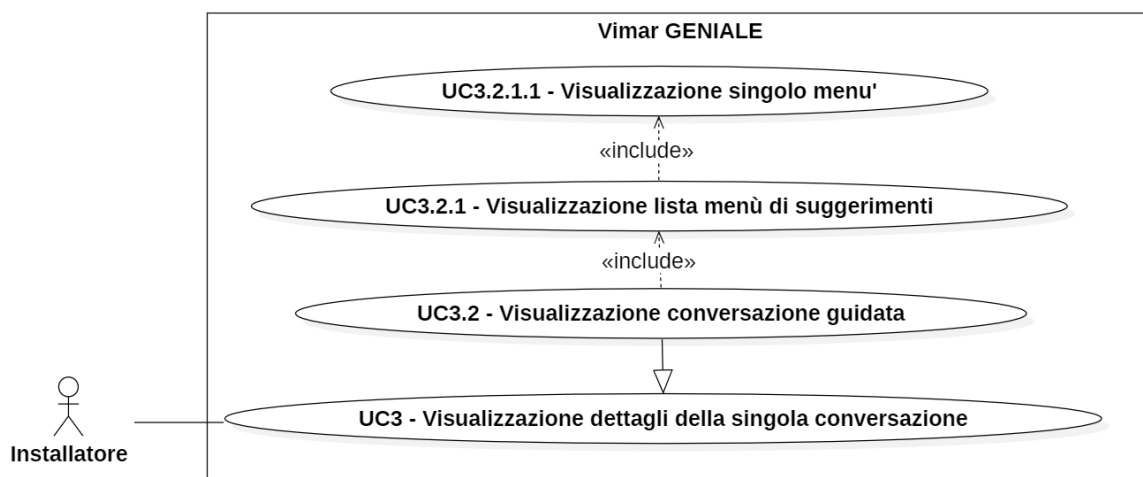 Vimar GENIALE
UC3.2.1.1 - Visualizzazione singolo menu'
«include»
UC3.2.1 - Visualizzazione lista menù di suggerimenti
«include»
UC3.2 - Visualizzazione conversazione guidata
UC3 - Visualizzazione dettagli della singola conversazione
Installatore